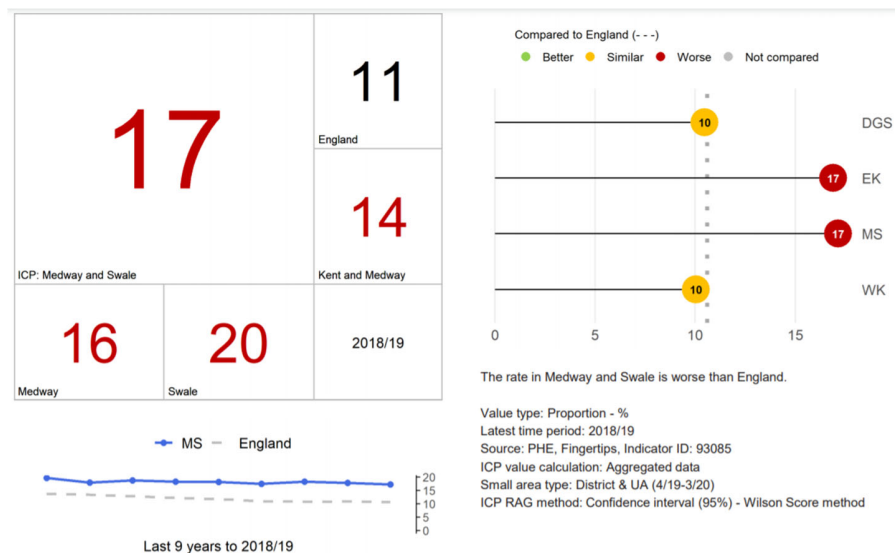 17
ICP: Medway and Swale
11
England
14
Kent and Medway
16
Medway
20
Swale
2018/19
MS England
20
15
10
5
0
Last 9 years to 2018/19
Compared to England (- - -)
Better Similar Worse Not compared
10 DGS
17 EK
17 MS
10 WK
0 5 10 15
The rate in Medway and Swale is worse than England.
Value type: Proportion - %
Latest time period: 2018/19
Source: PHE, Fingertips, Indicator ID: 93085
ICP value calculation: Aggregated data
Small area type: District & UA (4/19-3/20)
ICP RAG method: Confidence interval (95%) - Wilson Score method